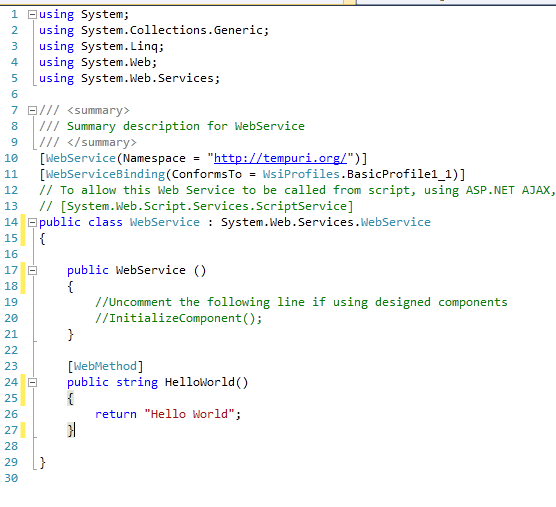 1 using System;
2 using System.Collections.Generic;
3 using System.Linq;
4 using System.Web;
5 using System.Web.Services;
6
7 /// <summary>
8 /// Summary description for WebService
9 /// </summary>
10 [WebService(Namespace = "http://tempuri.org/")]
11 [WebServiceBinding(ConformsTo = WsiProfiles.BasicProfile1_1)]
12 // To allow this Web Service to be called from script, using ASP.NET AJAX,
13 // [System.Web.Script.Services.ScriptService]
14 public class WebService : System.Web.Services.WebService
15 {
16
17     public WebService ()
18     {
19         //Uncomment the following line if using designed components
20         //InitializeComponent();
21     }
22
23     [WebMethod]
24     public string HelloWorld()
25     {
26         return "Hello World";
27     }
28
29 }
30